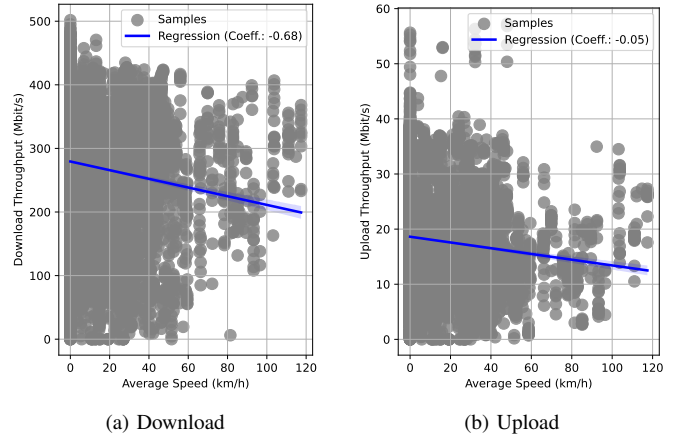 Samples
Regression (Coeff.: -0.68)
Download Throughput (Mbit/s)
500
400
300
200
100
0
0 20 40 60 80 100 120
Average Speed (km/h)
(a) Download
Samples
Regression (Coeff.: -0.05)
Upload Throughput (Mbit/s)
60
50
40
30
20
10
0
0 20 40 60 80 100 120
Average Speed (km/h)
(b) Upload